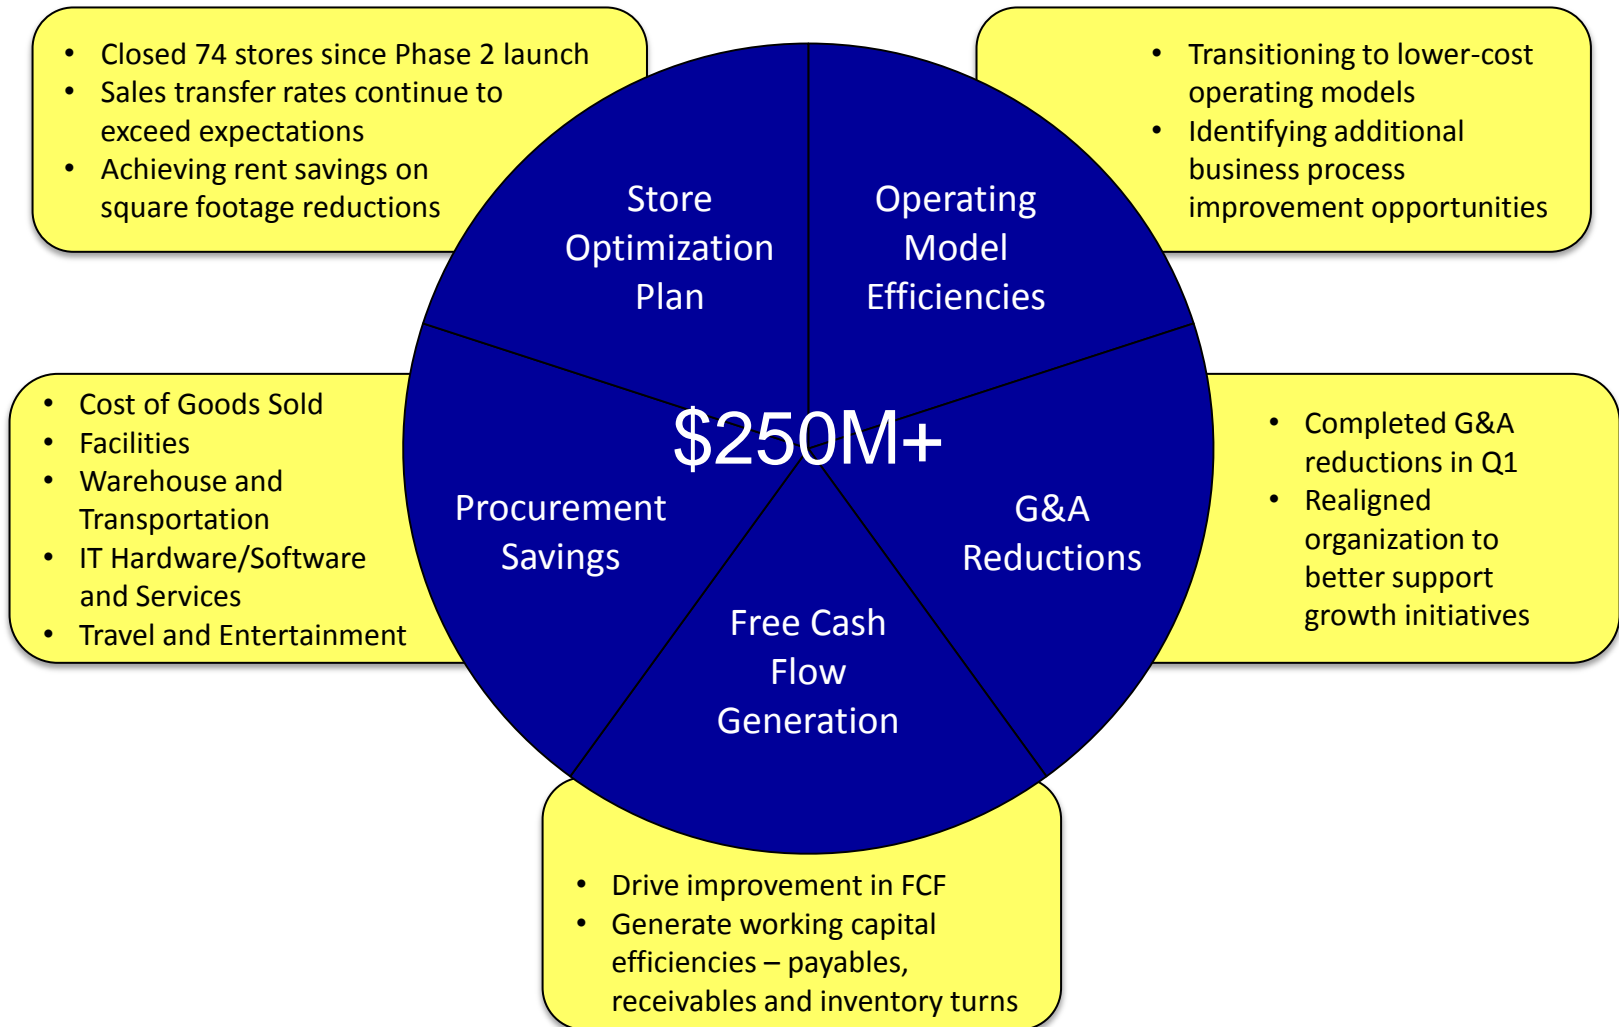 • Closed 74 stores since Phase 2 launch
• Sales transfer rates continue to
exceed expectations
• Achieving rent savings on
square footage reductions
• Transitioning to lower-cost
operating models
• Identifying additional
business process
improvement opportunities
Store
Optimization
Plan
Operating
Model
Efficiencies
$250M+
• Cost of Goods Sold
• Facilities
• Warehouse and
Transportation
• IT Hardware/Software
and Services
• Travel and Entertainment
Procurement
Savings
G&A
Reductions
• Completed G&A
reductions in Q1
• Realigned
organization to
better support
growth initiatives
Free Cash
Flow
Generation
• Drive improvement in FCF
• Generate working capital
efficiencies – payables,
receivables and inventory turns